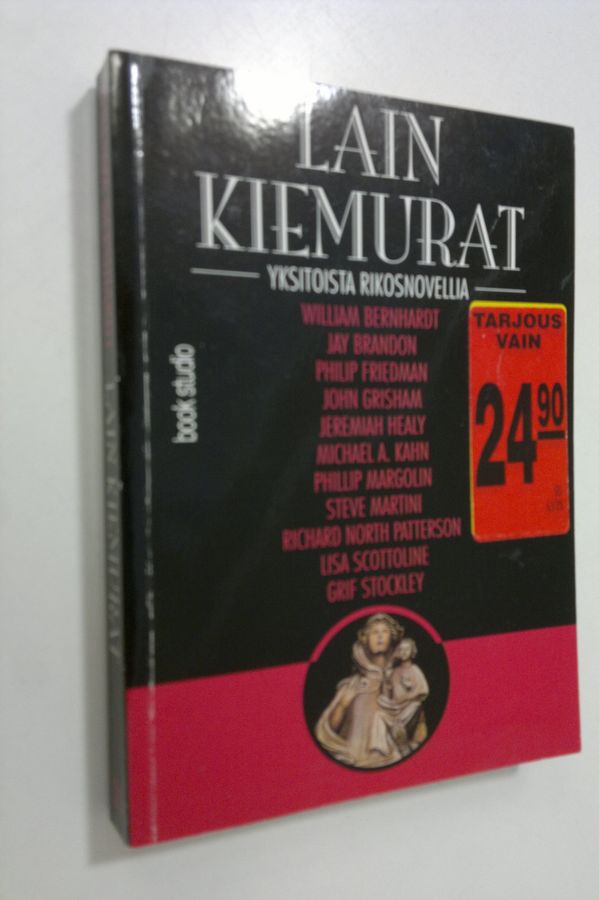 LAIN
KIEMURAT
YKSITOISTA RIKOSNOVELLIA
WILLIAM BERNHARDT
JAY BRANDON
PHILIP FRIEDMAN
JOHN GRISHAM
JEREMIAH HEALY
MICHAEL A. KAHN
PHILLIP MARGOLIN
STEVE MARTINI
RICHARD NORTH PATTERSON
LISA SCOTTOLINE
GRIF STOCKLEY
TARJOUS
VAIN
24 90
book studio
LAIN KIEMURAT